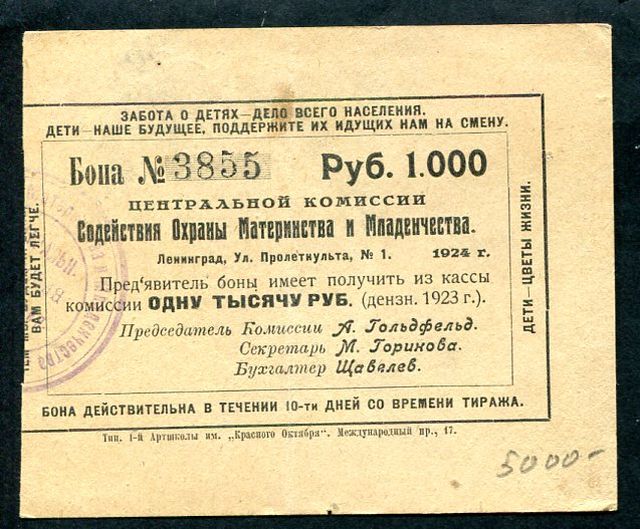 ЗАБОТА О ДЕТЯХ—ДЕЛО ВСЕГО НАСЕЛЕНИЯ.
ДЕТИ—НАШЕ БУДУЩЕЕ, ПОДДЕРЖИТЕ ИХ ИДУЩИХ НАМ НА СМЕНУ.
Бона № 3855 Руб. 1.000
ЦЕНТРАЛЬНОЙ КОМИССИИ
Содействия Охраны Материнства и Младенчества.
Ленинград, Ул. Пролеткульта, № 1. 1924 г.
Пред'явитель боны имеет получить из кассы
комиссии ОДНУ ТЫСЯЧУ РУБ. (дензн. 1923 г.).
Председатель Комиссии А. Гольдфельд.
Секретарь М. Горинова.
Бухгалтер Щавелев.
ВАМ БУДЕТ ЛЕГЧЕ.
ДЕТИ—ЦВЕТЫ ЖИЗНИ.
БОНА ДЕЙСТВИТЕЛЬНА В ТЕЧЕНИИ 10-ти ДНЕЙ СО ВРЕМЕНИ ТИРАЖА.
Тип. 1-й Артшколы им. „Красного Октября". Международный пр., 17.
5000-